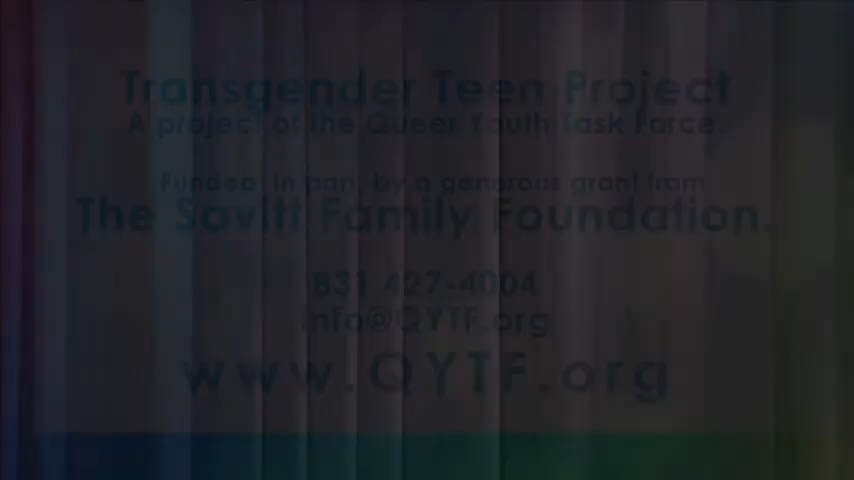 Transgender Teen Project
A project of the Queer Youth Task Force.
Funded, in part, by a generous grant from
The Savitt Family Foundation.
831 427-4004
info@QYTF.org
www.QYTF.org